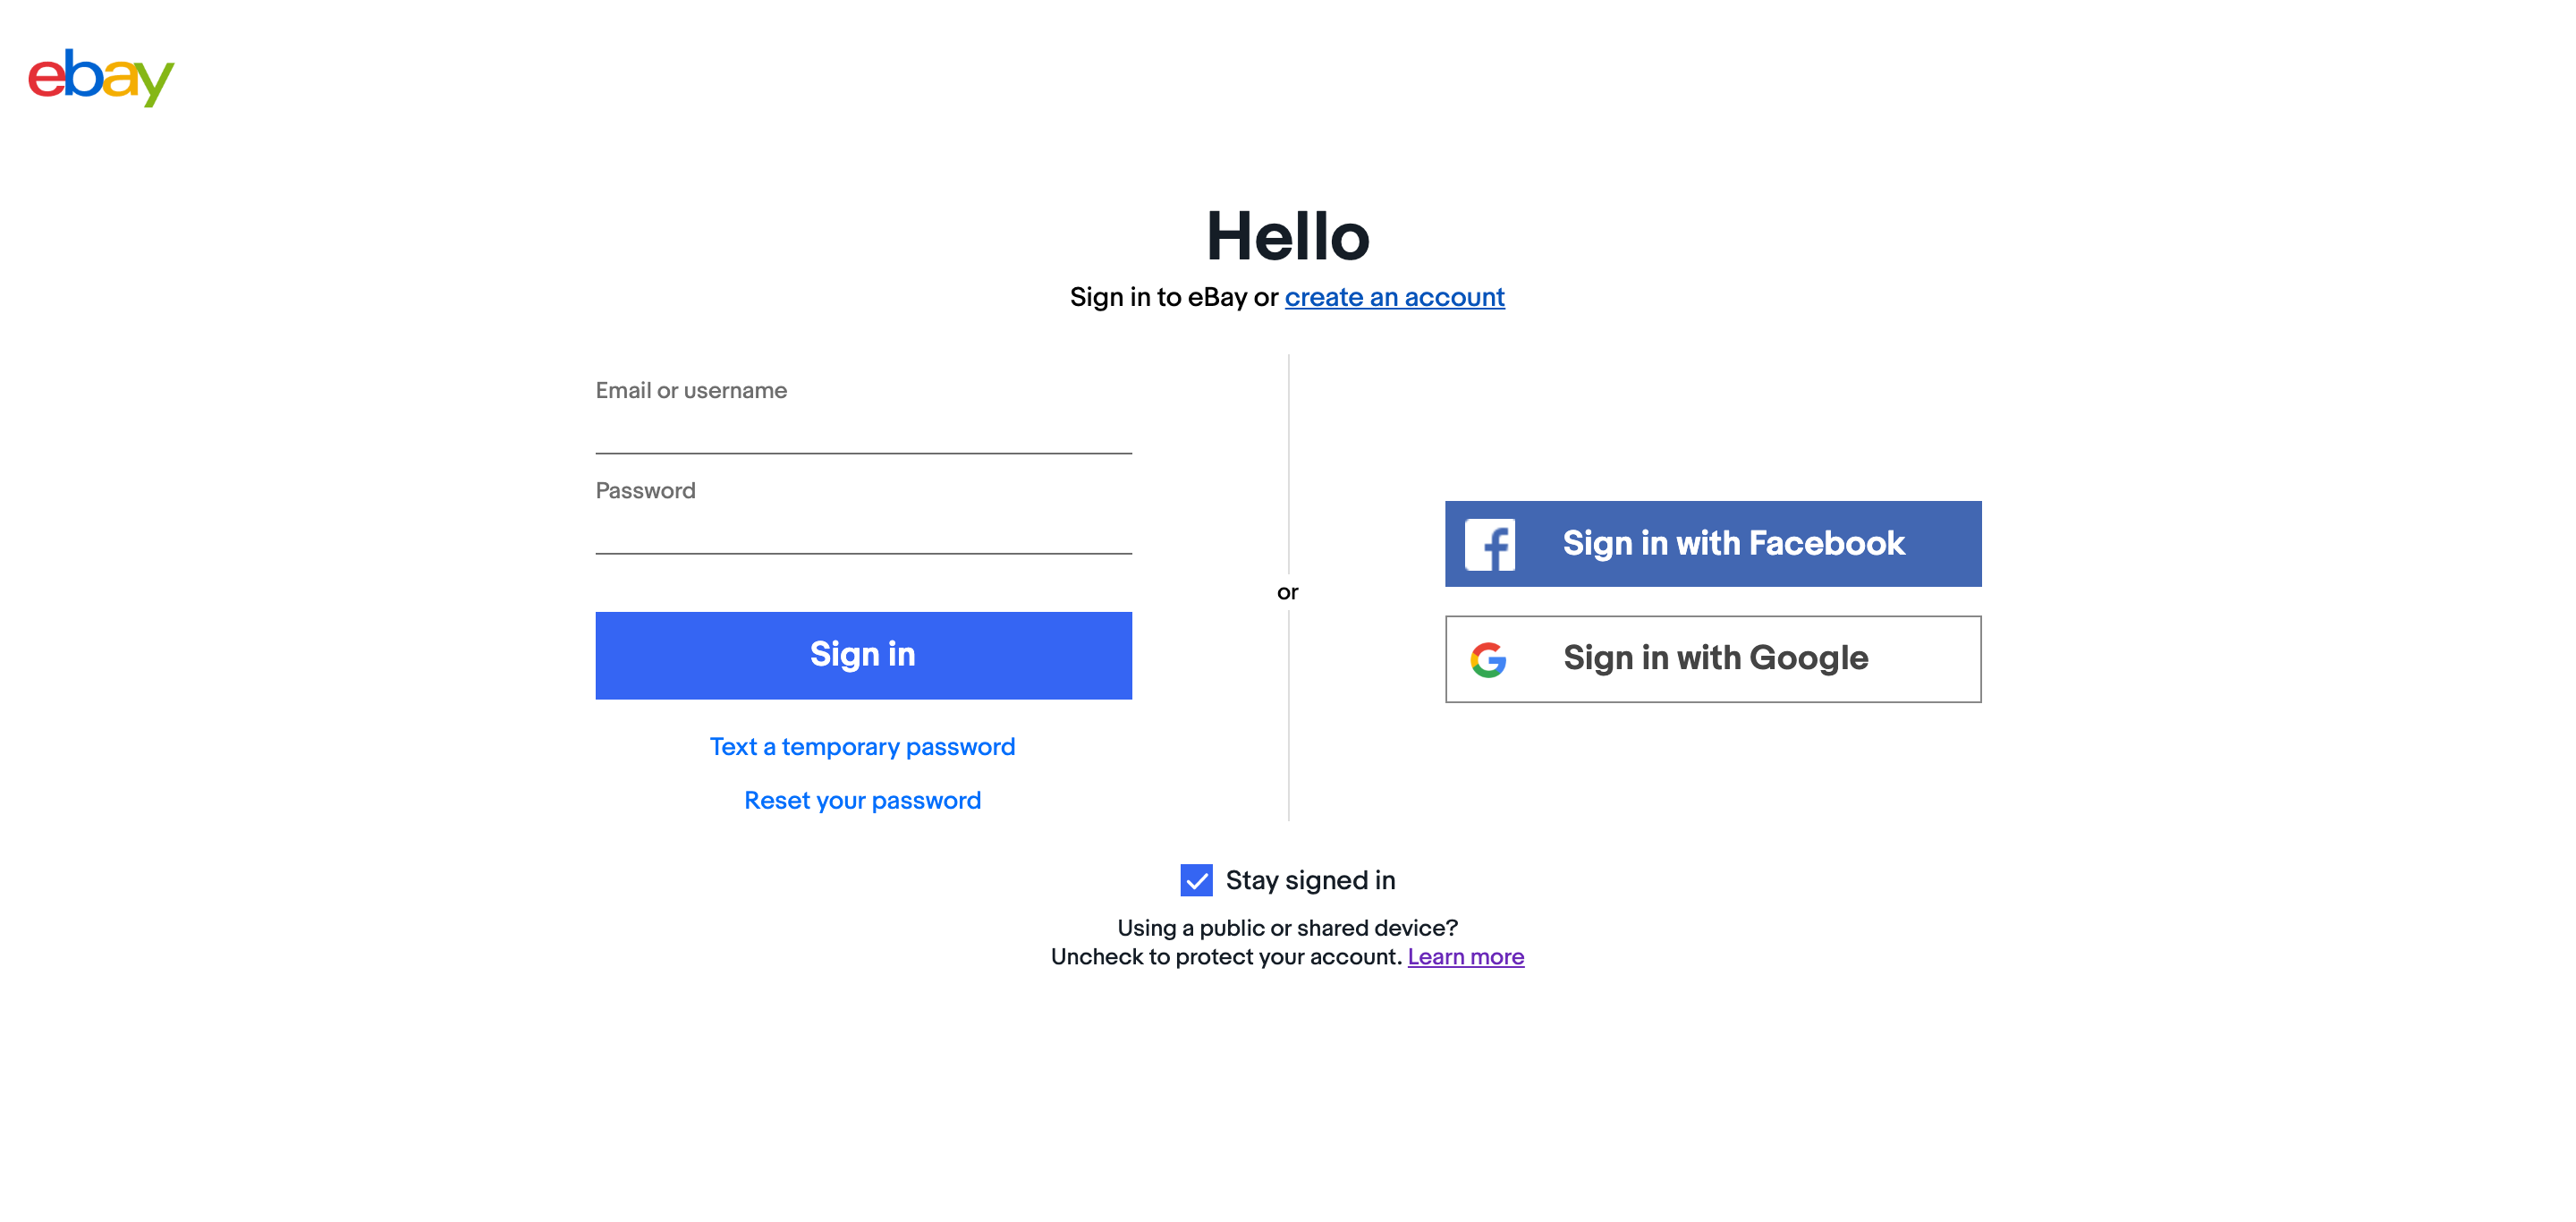 ebay
Hello
Sign in to eBay or create an account
Email or username
Password
Sign in
Text a temporary password
Reset your password
or
Sign in with Facebook
Sign in with Google
Stay signed in
Using a public or shared device?
Uncheck to protect your account. Learn more